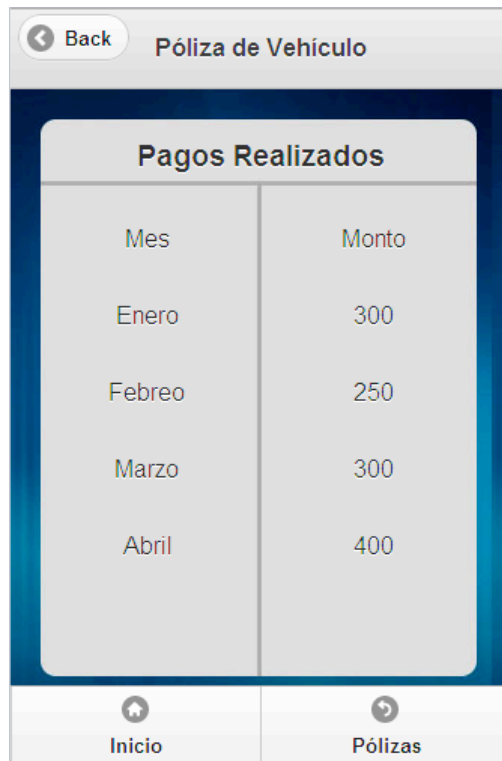 Back Póliza de Vehículo
Pagos Realizados
Mes Monto
Enero 300
Febreo 250
Marzo 300
Abril 400
Inicio Pólizas